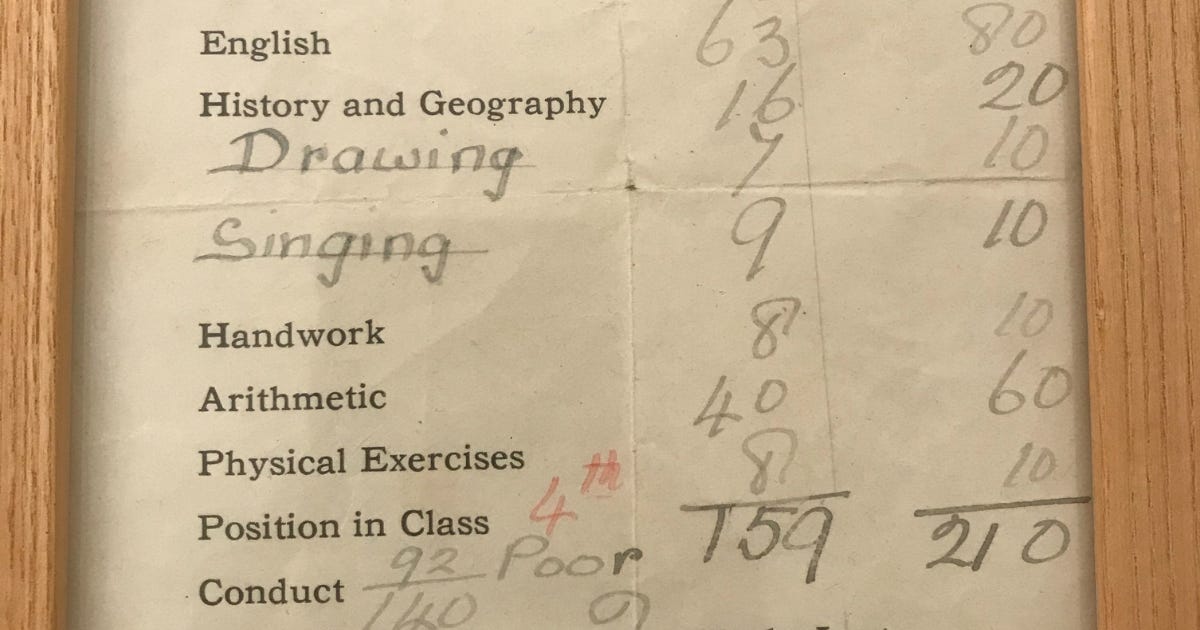 English 63 80
History and Geography 16 20
Drawing 7 10
Singing 9 10
Handwork 8 10
Arithmetic 40 60
Physical Exercises 8 10
Position in Class 4th 159 210
Conduct 92/140 Poor